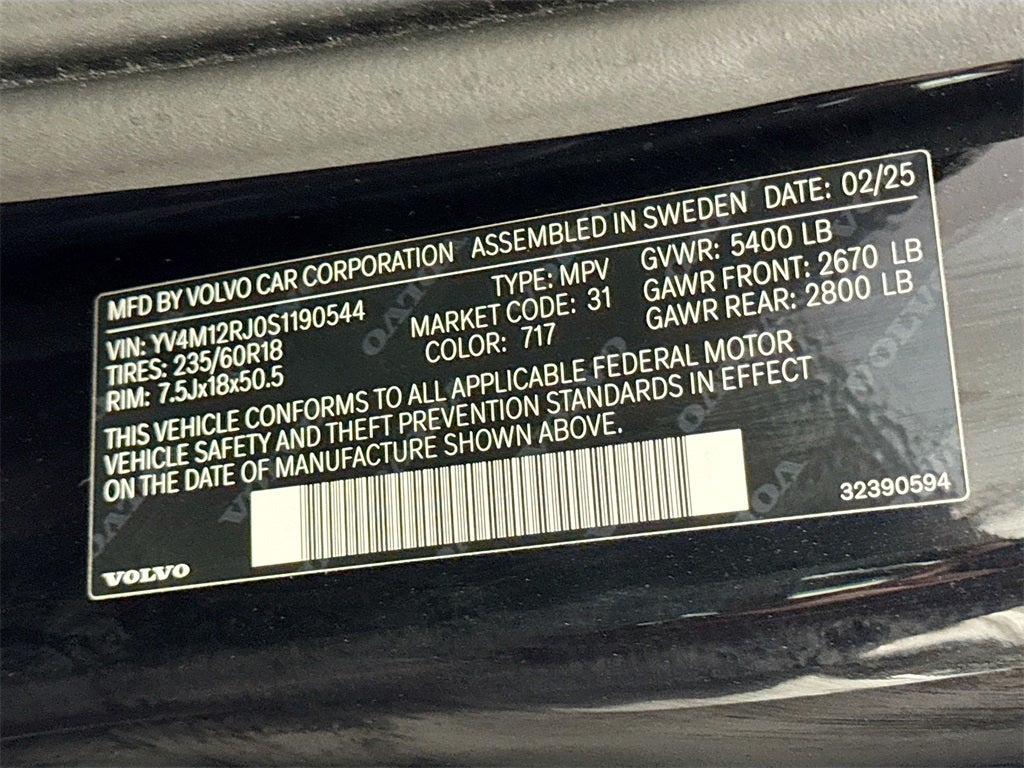 MFD BY VOLVO CAR CORPORATION ASSEMBLED IN SWEDEN DATE: 02/25
VIN: YV4M12RJ0S1190544 TYPE: MPV GVWR: 5400 LB
TIRES: 235/60R18 MARKET CODE: 31 GAWR FRONT: 2670 LB
RIM: 7.5Jx18x50.5 COLOR: 717 GAWR REAR: 2800 LB
THIS VEHICLE CONFORMS TO ALL APPLICABLE FEDERAL MOTOR
VEHICLE SAFETY AND THEFT PREVENTION STANDARDS IN EFFECT
ON THE DATE OF MANUFACTURE SHOWN ABOVE.
32390594
VOLVO